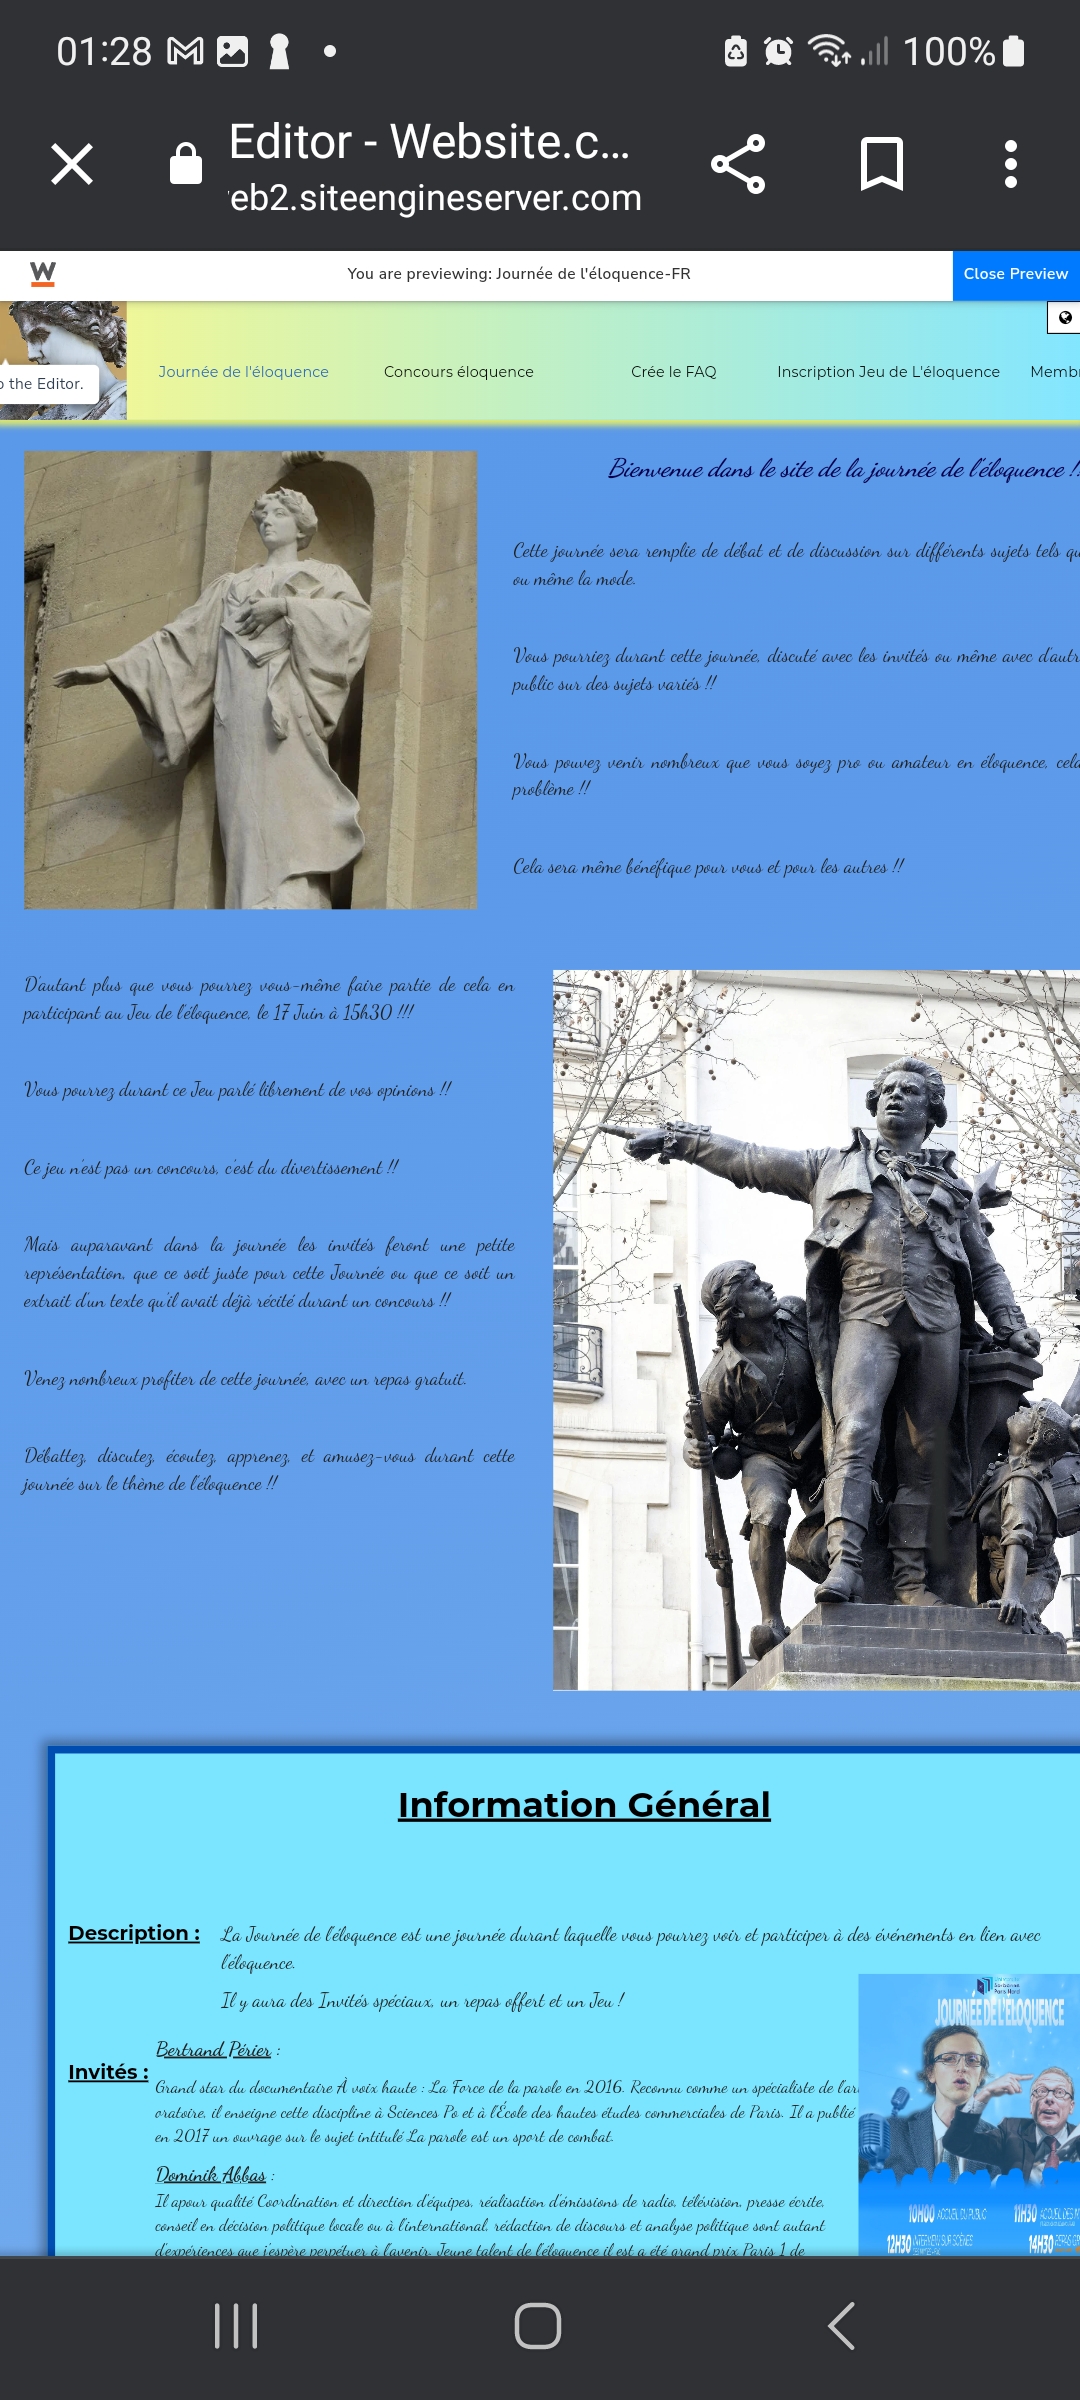 01:28
100%
Editor - Website.c...
eb2.siteengineserver.com
W
You are previewing: Journée de l'éloquence-FR
Close Preview
the Editor.
Journée de l'éloquence
Concours éloquence
Crée le FAQ
Inscription Jeu de L'éloquence
Memb
Bienvenue dans le site de la journée de l'éloquence !!
Cette journée sera remplie de débat et de discussion sur différents sujets tels qu
ou même la mode.
Vous pourriez durant cette journée, discuté avec les invités ou même avec d'autr
public sur des sujets variés !!
Vous pouvez venir nombreux que vous soyez pro ou amateur en éloquence, cela
problème !!
Cela sera même bénéfique pour vous et pour les autres !!
D'autant plus que vous pourrez vous-même faire partie de cela en
participant au Jeu de l'éloquence, le 17 Juin à 15h30 !!!
Vous pourrez durant ce Jeu parlé librement de vos opinions !!
Ce jeu n'est pas un concours, c'est du divertissement !!
Mais auparavant dans la journée les invités feront une petite
représentation, que ce soit juste pour cette Journée ou que ce soit un
extrait d'un texte qu'il avait déjà récité durant un concours !!
Venez nombreux profiter de cette journée, avec un repas gratuit.
Débattez, discutez, écoutez, apprenez, et amusez-vous durant cette
journée sur le thème de l'éloquence !!
Information Général
Description :
La Journée de l'éloquence est une journée durant laquelle vous pourrez voir et participer à des événements en lien avec
l'éloquence.
Il y aura des Invités spéciaux, un repas offert et un Jeu !
Invités :
Bertrand Périer :
Grand star du documentaire À voix haute : La Force de la parole en 2016. Reconnu comme un spécialiste de l'ar
oratoire, il enseigne cette discipline à Sciences Po et à l'École des hautes études commerciales de Paris. Il a publié
en 2017 un ouvrage sur le sujet intitulé La parole est un sport de combat.
Dominik Abbas :
Il apour qualité Coordination et direction d'équipes, réalisation d'émissions de radio, télévision, presse écrite,
conseil en décision politique locale ou à l'international, rédaction de discours et analyse politique sont autant
d'expériences que j'espère perpétuer à l'avenir. Jeune talent de l'éloquence il est a été grand prix Paris 1 de
Sorbonne
Paris Nord
JOURNÉE DE L'ÉLOQUENCE
10H00 ACCUEIL DU PUBLIC
11H30
12H30
14H30